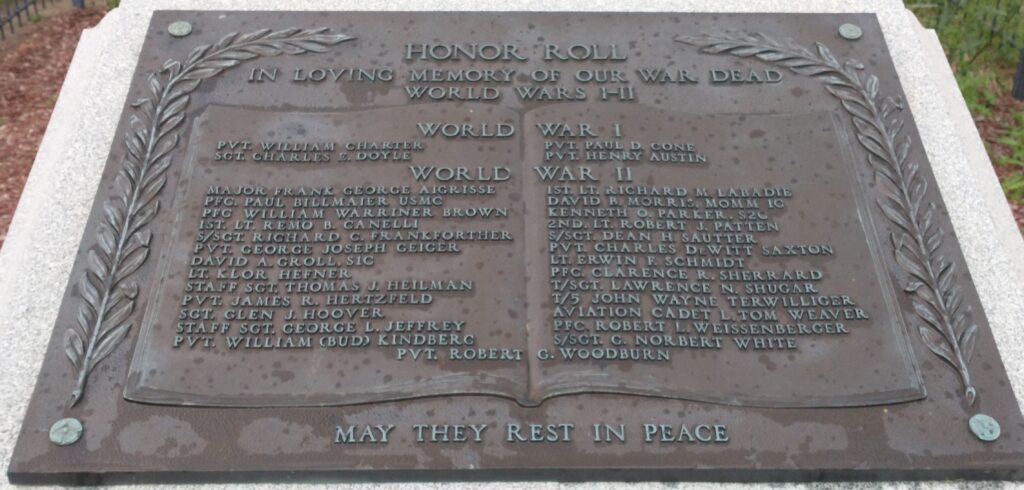 HONOR ROLL
IN LOVING MEMORY OF OUR WAR DEAD
WORLD WARS I-II
WORLD WAR I
PVT. WILLIAM CHARTER
SGT. CHARLES E. DOYLE
PVT. PAUL D. CONE
PVT. HENRY AUSTIN
WORLD WAR II
MAJOR FRANK GEORGE AIGRISSE
PFC. PAUL BILLMAIER USMC
PFC WILLIAM WARRINER BROWN
1ST. LT. REMO B. CANELLI
S/SGT. RICHARD C. FRANKFORTHER
PVT GEORGE JOSEPH GEIGER
DAVID A. GROLL, S1C
LT. KLOR HEFNER
STAFF SGT. THOMAS J. HEILMAN
PVT. JAMES R. HERTZFELD
SGT. GLEN J. HOOVER
STAFF SGT. GEORGE L. JEFFREY
PVT. WILLIAM (BUD) KINDBERG
1ST. LT. RICHARD M. LABADIE
DAVID B. MORRIS, MOMM 1C
KENNETH O. PARKER, S2C
2ND. LT. ROBERT J. PATTEN
S/SGT. DEAN H. SAUTTER
PVT. CHARLES DEWITT SAXTON
LT. ERWIN F. SCHMIDT
PFC. CLARENCE R. SHERRARD
T/SGT. LAWRENCE N. SHUGAR
T/5 JOHN WAYNE TERWILLIGER
AVIATION CADET L. TOM WEAVER
PFC. ROBERT L. WEISSENBERGER
S/SGT. C. NORBERT WHITE
PVT. ROBERT G. WOODBURN
MAY THEY REST IN PEACE